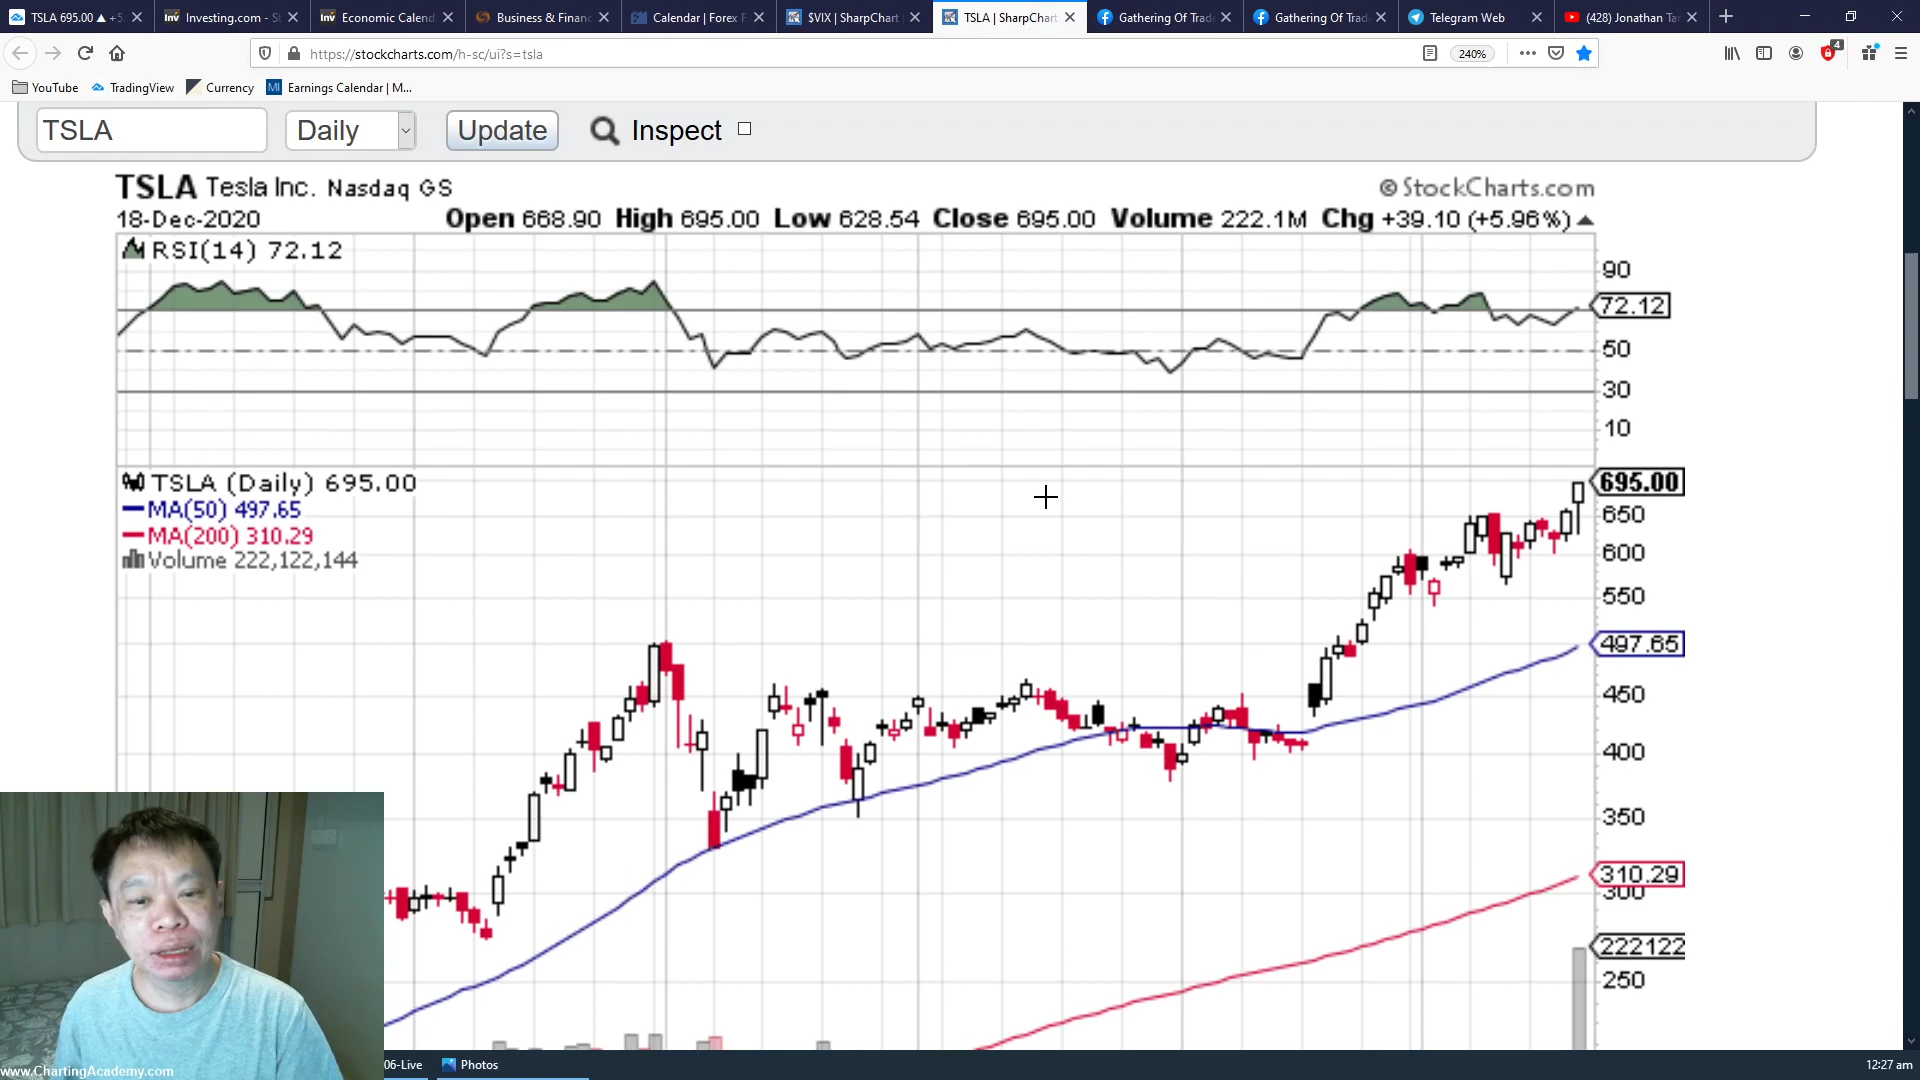 TSLA 695.00 ▲ +5.
Investing.com - S
Economic Calend
Business & Financ
Calendar | Forex F
$VIX | SharpChart
TSLA | SharpChart
Gathering Of Trad
Gathering Of Trad
Telegram Web
(428) Jonathan Ta
https://stockcharts.com/h-sc/ui?s=tsla
240%
4
YouTube
TradingView
Currency
MI Earnings Calendar | M...
TSLA
Daily
Update
Inspect
TSLA Tesla Inc. Nasdaq GS
© StockCharts.com
18-Dec-2020
Open 668.90 High 695.00 Low 628.54 Close 695.00 Volume 222.1M Chg +39.10 (+5.96%) ▲
RSI(14) 72.12
90
72.12
50
30
10
TSLA (Daily) 695.00
MA(50) 497.65
MA(200) 310.29
Volume 222,122,144
695.00
650
600
550
497.65
450
400
350
310.29
300
222122
250
06-Live
Photos
12:27 am
www.ChartingAcademy.com